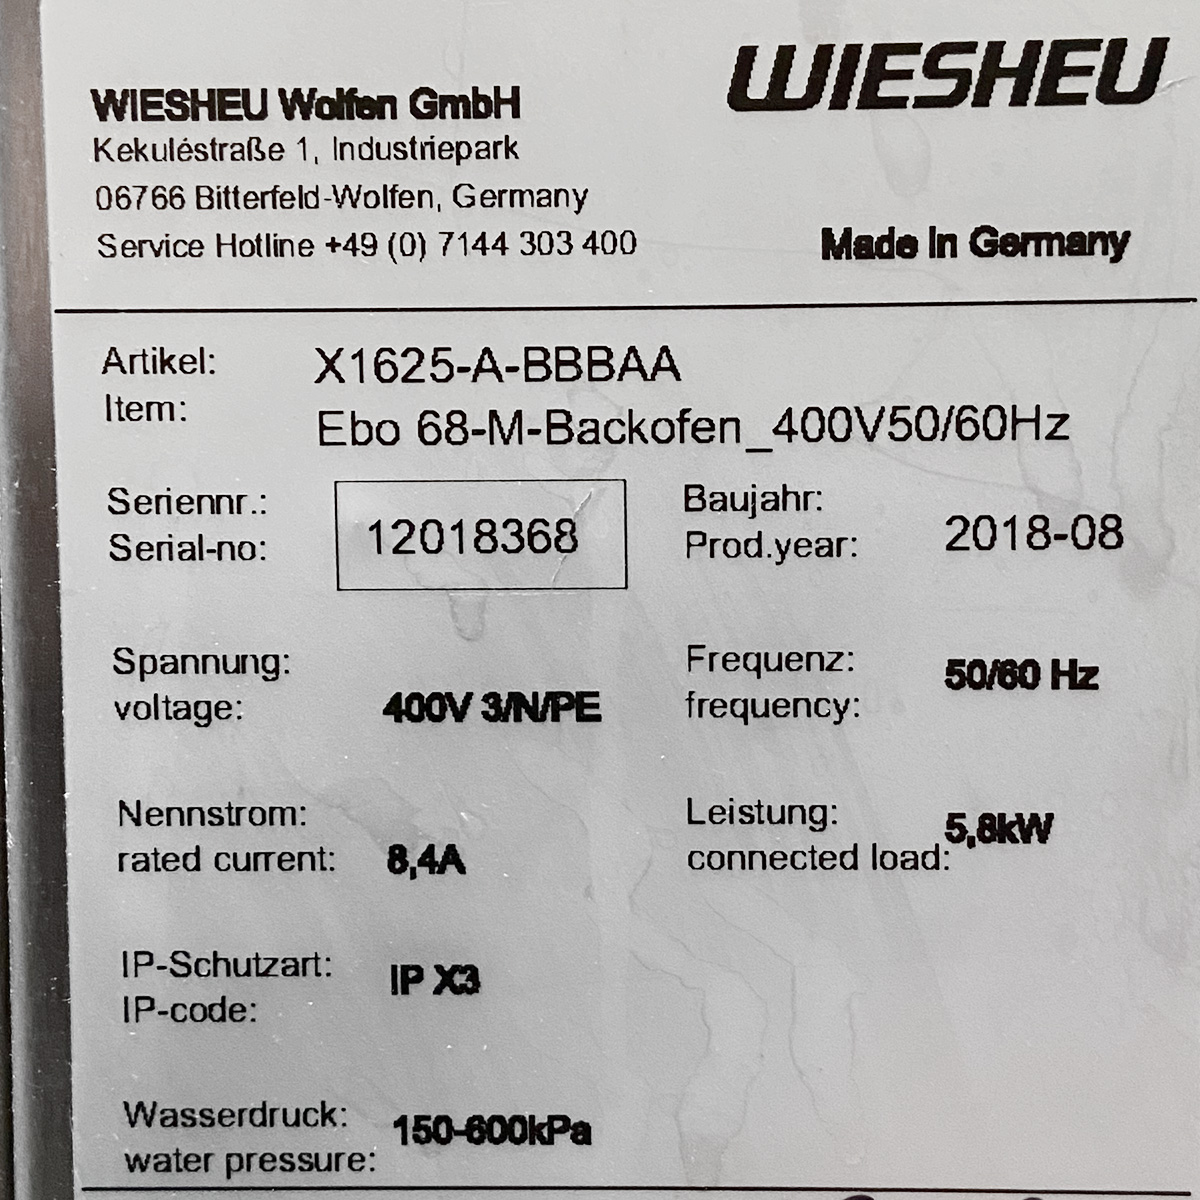 WIESHEU
WIESHEU Wolfen GmbH
Kekuléstraße 1, Industriepark
06766 Bitterfeld-Wolfen, Germany
Service Hotline +49 (0) 7144 303 400
Made In Germany
Artikel: X1625-A-BBBAA
Item: Ebo 68-M-Backofen_400V50/60Hz
Seriennr.:
Serial-no: 12018368
Baujahr:
Prod.year: 2018-08
Spannung:
voltage: 400V 3/N/PE
Frequenz:
frequency: 50/60 Hz
Nennstrom:
rated current: 8,4A
Leistung:
connected load: 5,8kW
IP-Schutzart:
IP-code: IP X3
Wasserdruck:
water pressure: 150-600kPa